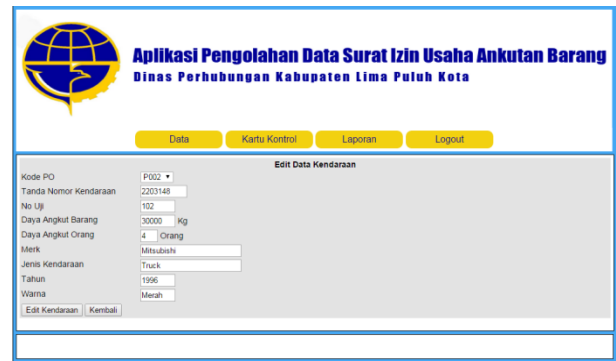 Aplikasi Pengolahan Data Surat Izin Usaha Ankutan Barang
Dinas Perhubungan Kabupaten Lima Puluh Kota
Data Kartu Kontrol Laporan Logout
Edit Data Kendaraan
Kode PO P002
Tanda Nomor Kendaraan 2203148
No Uji 102
Daya Angkut Barang 30000 Kg
Daya Angkut Orang 4 Orang
Merk Mitsubishi
Jenis Kendaraan Truck
Tahun 1996
Warna Merah
Edit Kendaraan Kembali